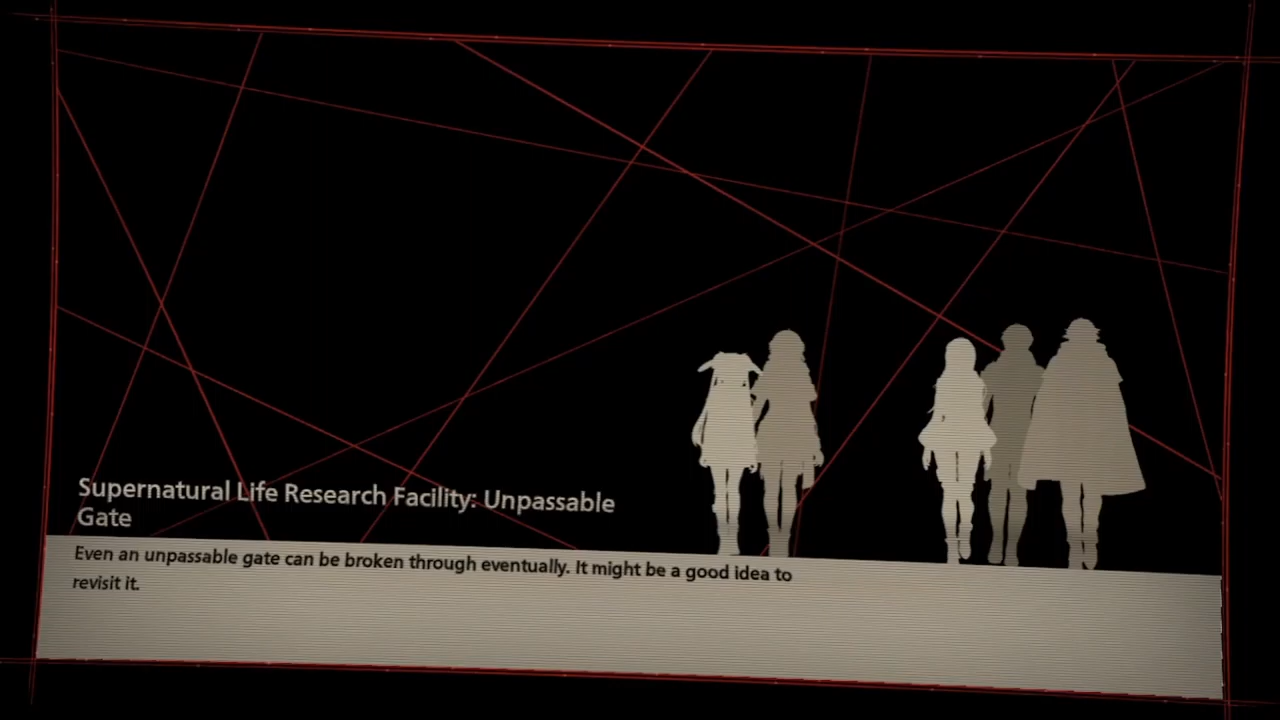 Supernatural Life Research Facility: Unpassable
Gate
Even an unpassable gate can be broken through eventually. It might be a good idea to
revisit it.